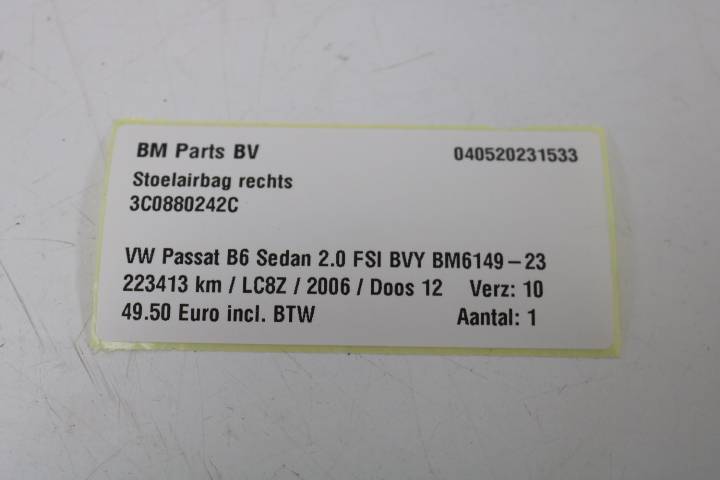 BM Parts BV 040520231533
Stoelairbag rechts
3C0880242C
VW Passat B6 Sedan 2.0 FSI BVY BM6149-23
223413 km / LC8Z / 2006 / Doos 12 Verz: 10
49.50 Euro incl. BTW Aantal: 1